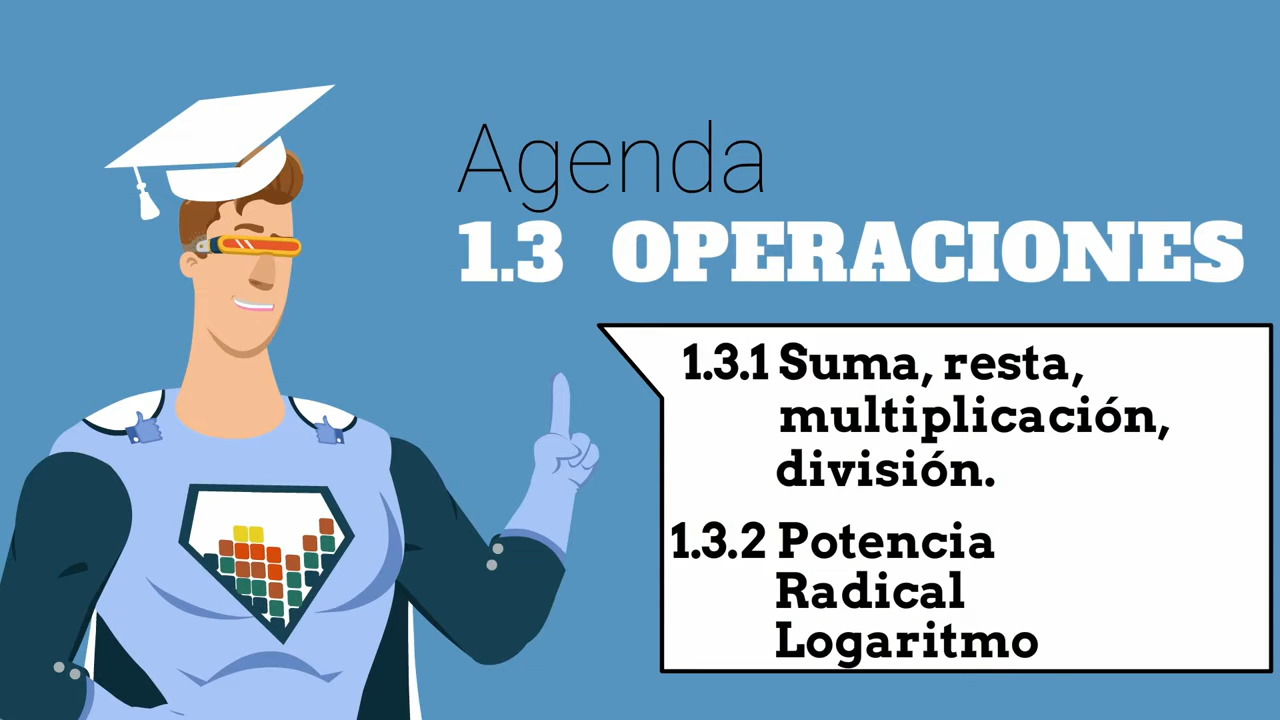 Agenda
1.3 OPERACIONES
1.3.1 Suma, resta,
multiplicación,
división.
1.3.2 Potencia
Radical
Logaritmo